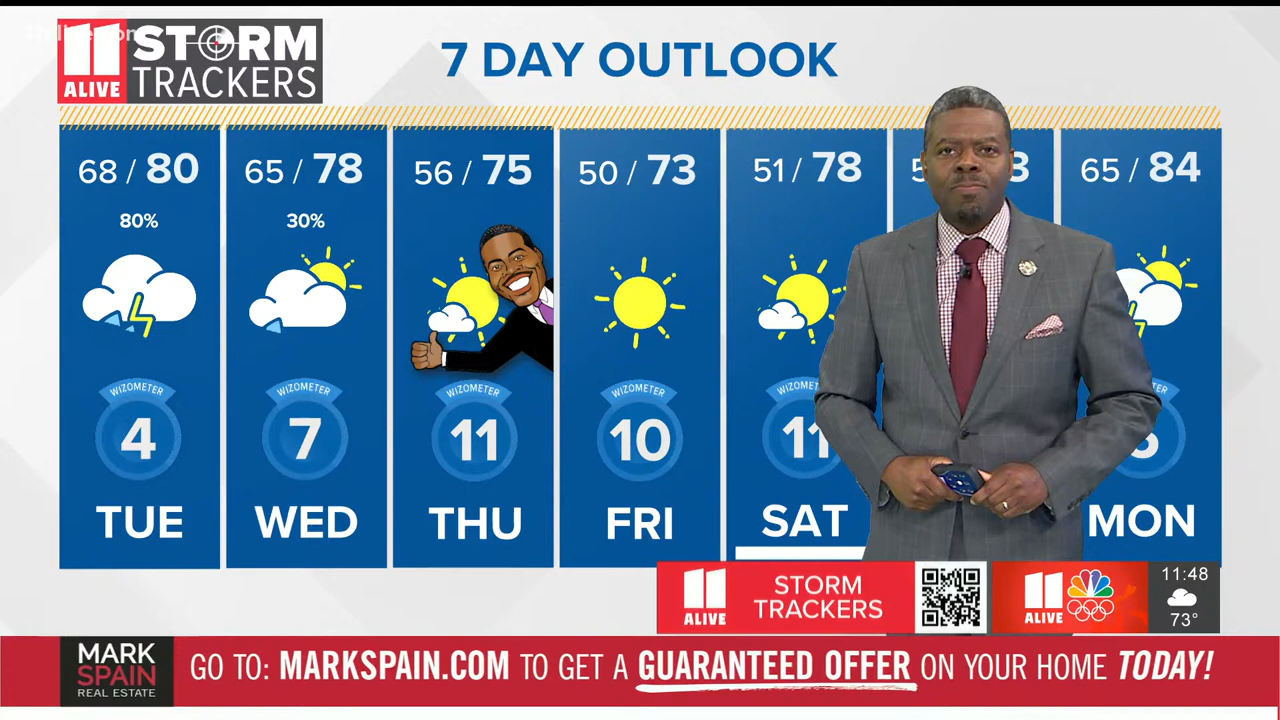 11 ALIVE
STORM
TRACKERS
7 DAY OUTLOOK
68 / 80
80%
WIZOMETER
4
TUE
65 / 78
30%
WIZOMETER
7
WED
56 / 75
WIZOMETER
11
THU
50 / 73
WIZOMETER
10
FRI
51 / 78
11
SAT
65 / 84
MON
11 ALIVE
STORM
TRACKERS
11 ALIVE
11:48
73°
MARK
SPAIN
REAL ESTATE
GO TO: MARKSPAIN.COM TO GET A GUARANTEED OFFER ON YOUR HOME TODAY!